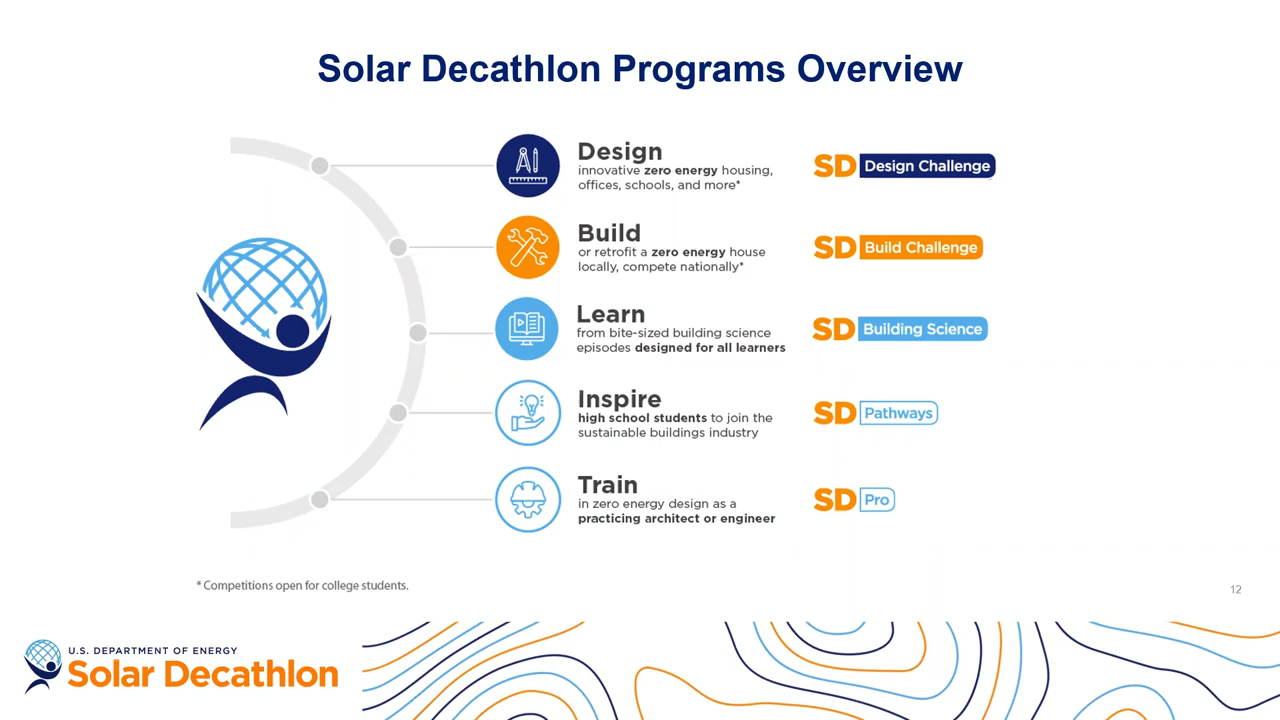 Solar Decathlon Programs Overview
Design
innovative zero energy housing,
offices, schools, and more*
SD Design Challenge
Build
or retrofit a zero energy house
locally, compete nationally*
SD Build Challenge
Learn
from bite-sized building science
episodes designed for all learners
SD Building Science
Inspire
high school students to join the
sustainable buildings industry
SD Pathways
Train
in zero energy design as a
practicing architect or engineer
SD Pro
* Competitions open for college students.
12
U.S. DEPARTMENT OF ENERGY
Solar Decathlon